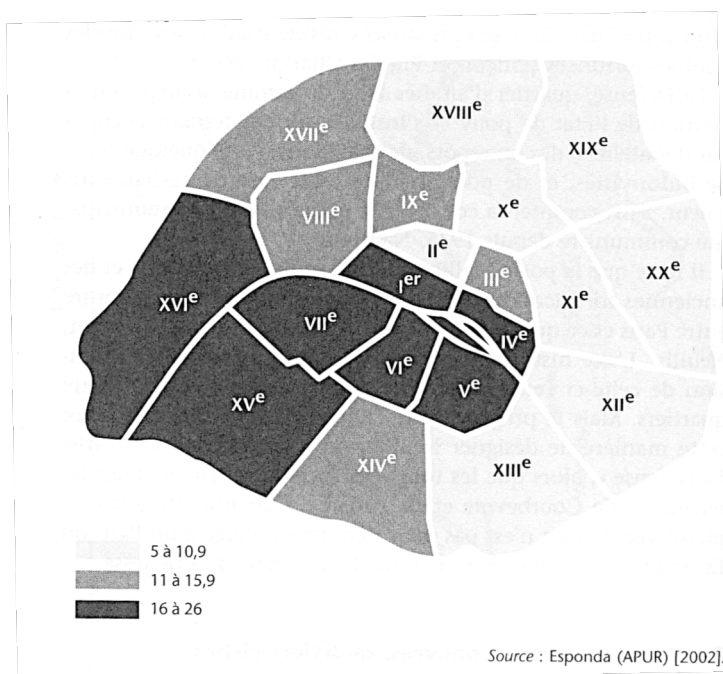 XVIIIe
XVIIe
XIXe
IXe
VIIIe
Xe
IIe
IIIe
XXe
Ier
XVIe
XIe
VIIe
IVe
VIe
Ve
XVe
XIIe
XIVe
XIIIe
5 à 10,9
11 à 15,9
16 à 26
Source : Esponda (APUR) [2002].